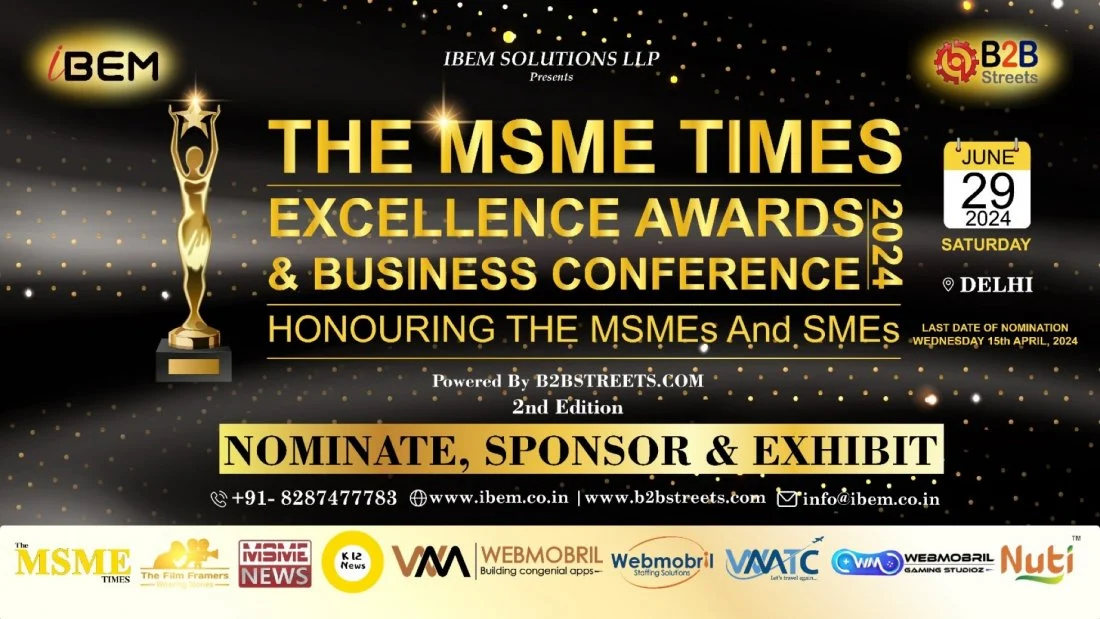 iBEM
IBEM SOLUTIONS LLP
Presents
B2B
Streets
THE MSME TIMES
EXCELLENCE AWARDS
& BUSINESS CONFERENCE
2024
HONOURING THE MSMEs And SMEs
JUNE
29
2024
SATURDAY
DELHI
LAST DATE OF NOMINATION
WEDNESDAY 15th APRIL, 2024
Powered By B2BSTREETS.COM
2nd Edition
NOMINATE, SPONSOR & EXHIBIT
+91- 8287477783 www.ibem.co.in | www.b2bstreets.com info@ibem.co.in
The
MSME
TIMES
The Film Framers
MSME
NEWS
K12
News
WEBMOBRIL
Building congenial apps
Webmobril
Staffing Solutions
VMATC
Let's travel again...
WM
WEBMOBRIL
GAMING STUDIOZ
Nuti
TM